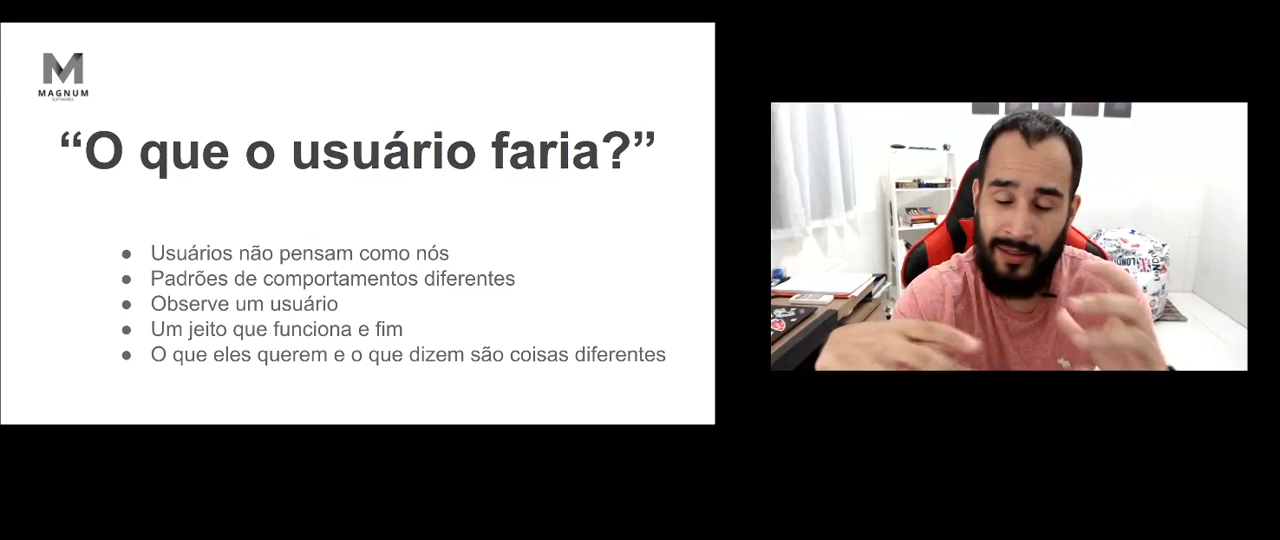 M
MAGNUM
SOFTWARES
“O que o usuário faria?”
● Usuários não pensam como nós
● Padrões de comportamentos diferentes
● Observe um usuário
● Um jeito que funciona e fim
● O que eles querem e o que dizem são coisas diferentes
LONDON